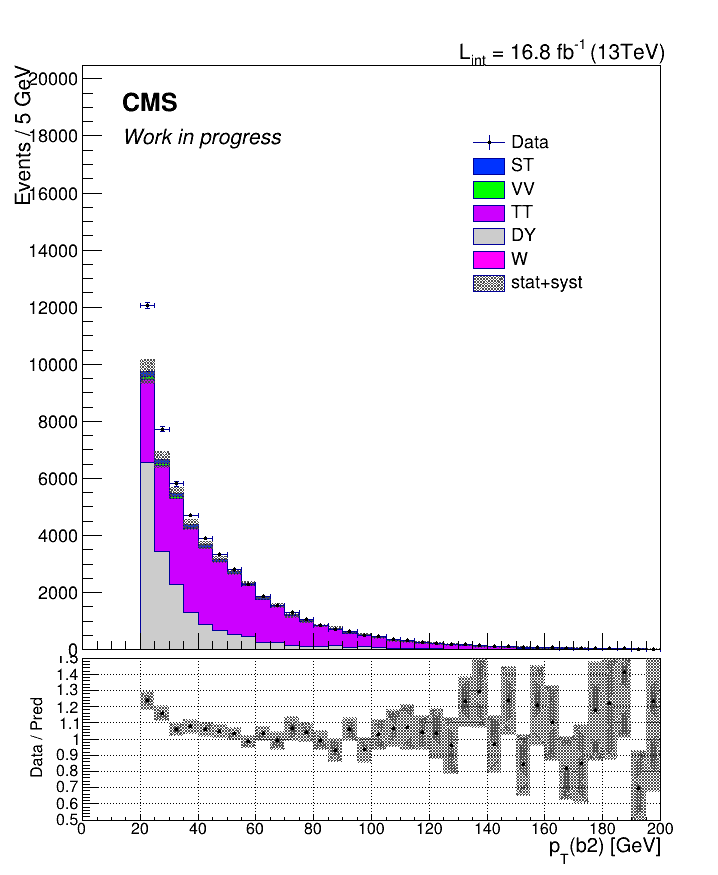 L_int = 16.8 fb^-1 (13TeV)
Events / 5 GeV
20000
18000
16000
14000
12000
10000
8000
6000
4000
2000
0
CMS
Work in progress
Data
ST
VV
TT
DY
W
stat+syst
Data / Pred
1.5
1.4
1.3
1.2
1.1
1
0.9
0.8
0.7
0.6
0.5
0 20 40 60 80 100 120 140 160 180 200
p_T(b2) [GeV]